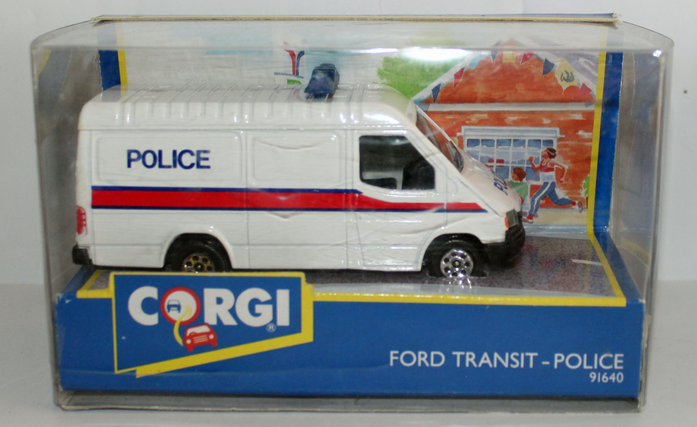 POLICE
CORGI®
FORD TRANSIT - POLICE
91640